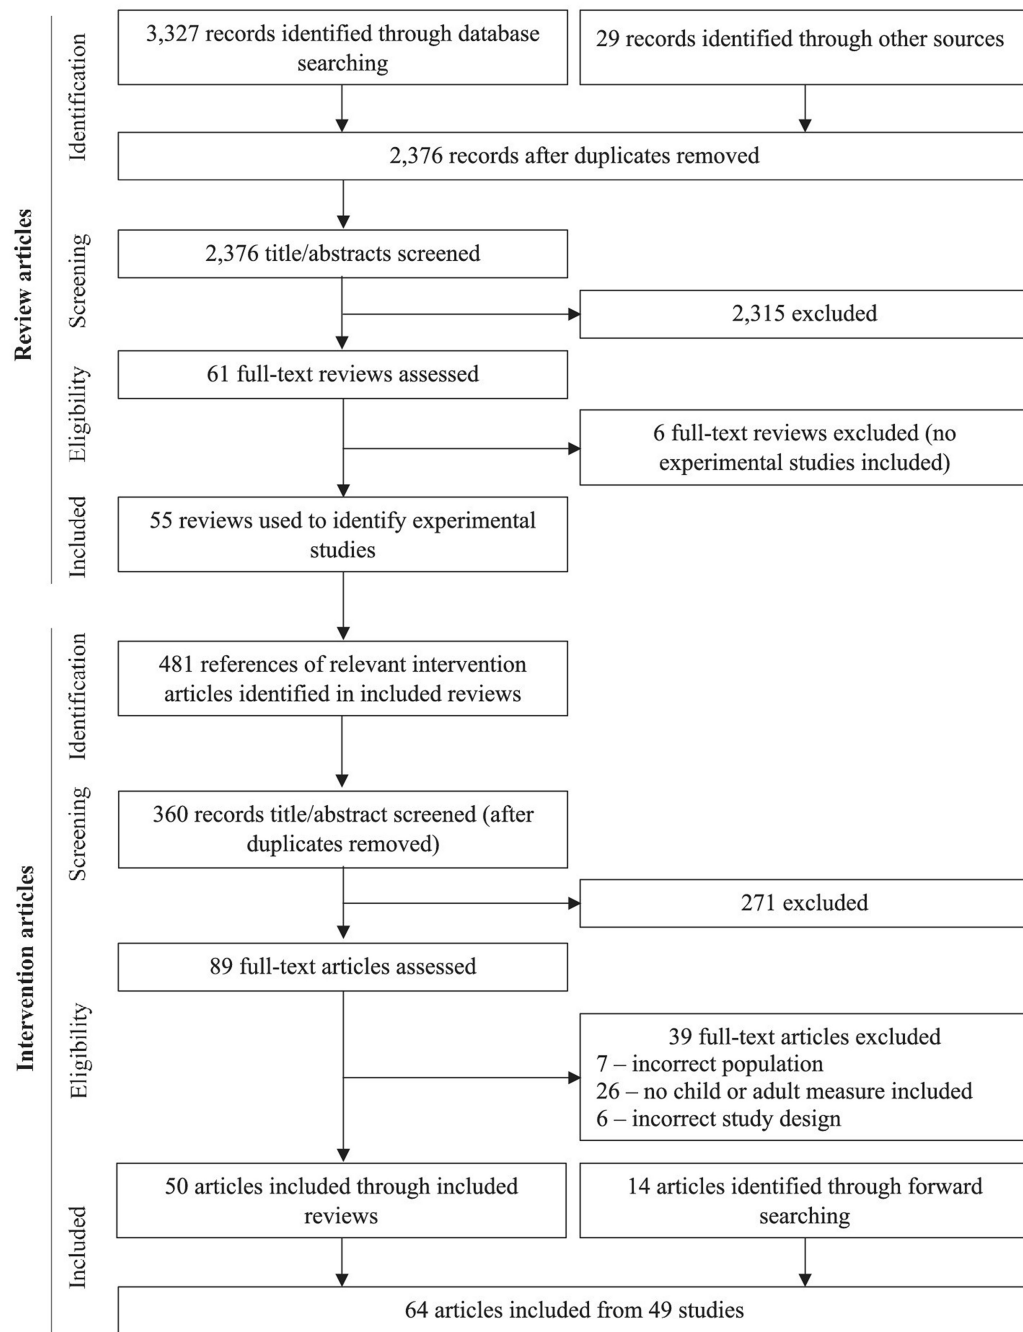 3,327 records identified through database
searching
29 records identified through other sources
Identification
2,376 records after duplicates removed
Review articles
Screening
2,376 title/abstracts screened
2,315 excluded
Eligibility
61 full-text reviews assessed
6 full-text reviews excluded (no
experimental studies included)
Included
55 reviews used to identify experimental
studies
Identification
481 references of relevant intervention
articles identified in included reviews
Intervention articles
Screening
360 records title/abstract screened (after
duplicates removed)
271 excluded
Eligibility
89 full-text articles assessed
39 full-text articles excluded
7 – incorrect population
26 – no child or adult measure included
6 – incorrect study design
Included
50 articles included through included
reviews
14 articles identified through forward
searching
64 articles included from 49 studies